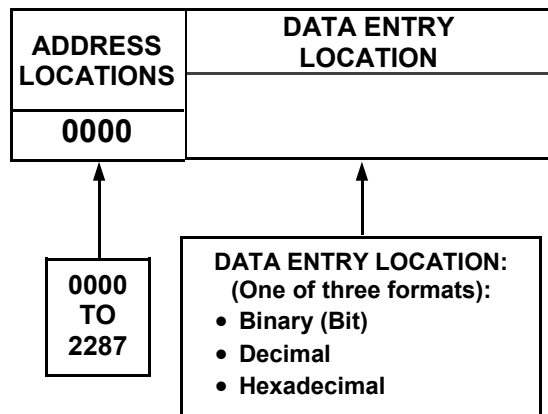 ADDRESS
LOCATIONS
DATA ENTRY
LOCATION
0000
0000
TO
2287
DATA ENTRY LOCATION:
(One of three formats):
• Binary (Bit)
• Decimal
• Hexadecimal